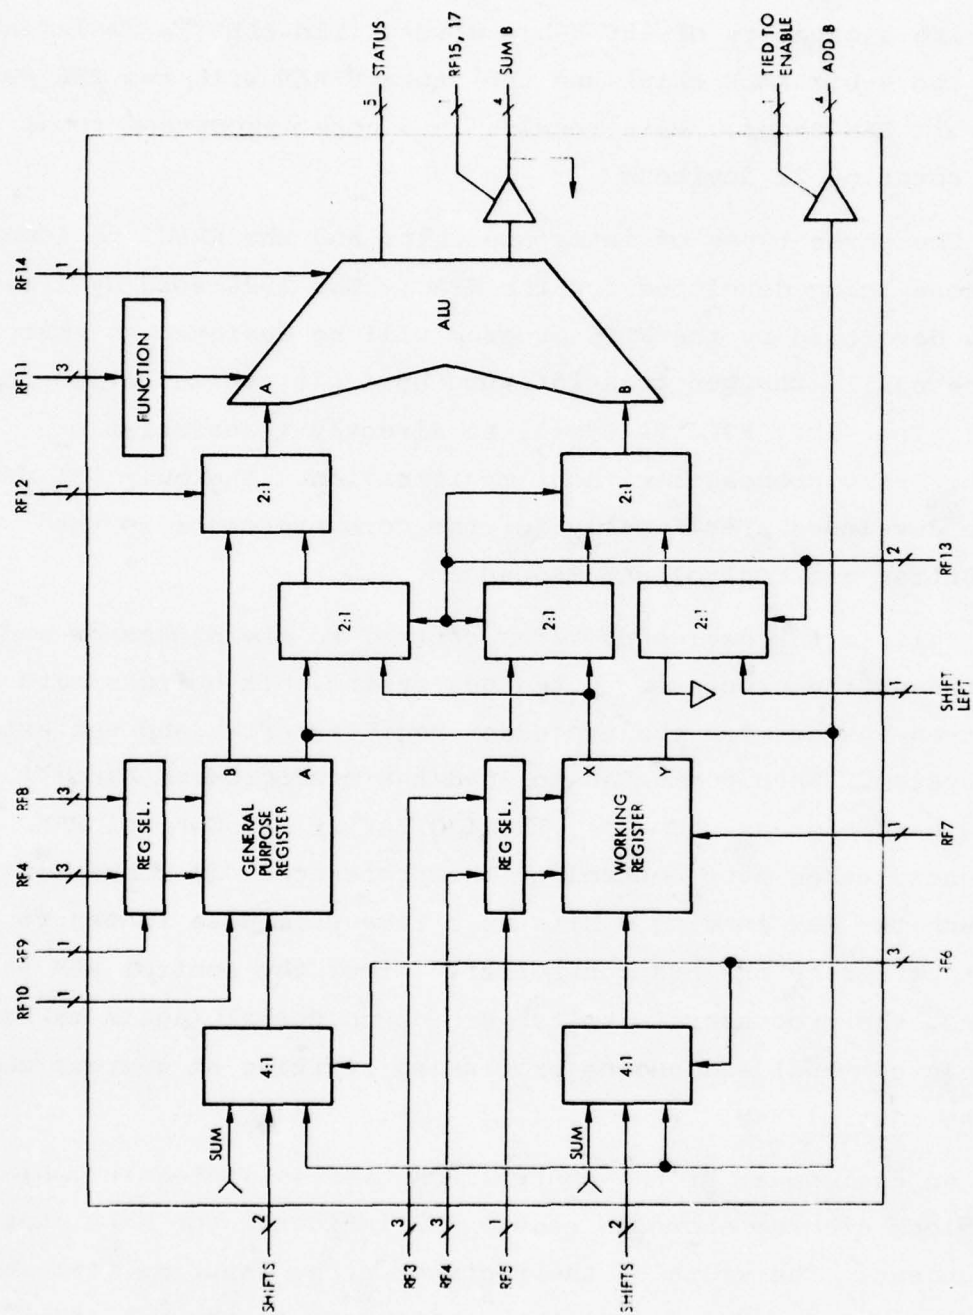 RF10
1
RF9
1
RF4
3
RF8
3
RF12
1
RF11
3
RF14
1
REG SEL.
FUNCTION
SHIFTS
2
SUM
4:1
GENERAL
PURPOSE
REGISTER
B
A
2:1
2:1
A
ALU
B
5
STATUS
1
RF15, 17
4
SUM B
RF3
3
RF4
3
RF5
1
REG SEL.
2:1
2:1
SHIFTS
2
SUM
4:1
WORKING
REGISTER
X
Y
2:1
1
TIED TO
ENABLE
4
ADD B
3
RF6
1
RF7
1
SHIFT
LEFT
2
RF13